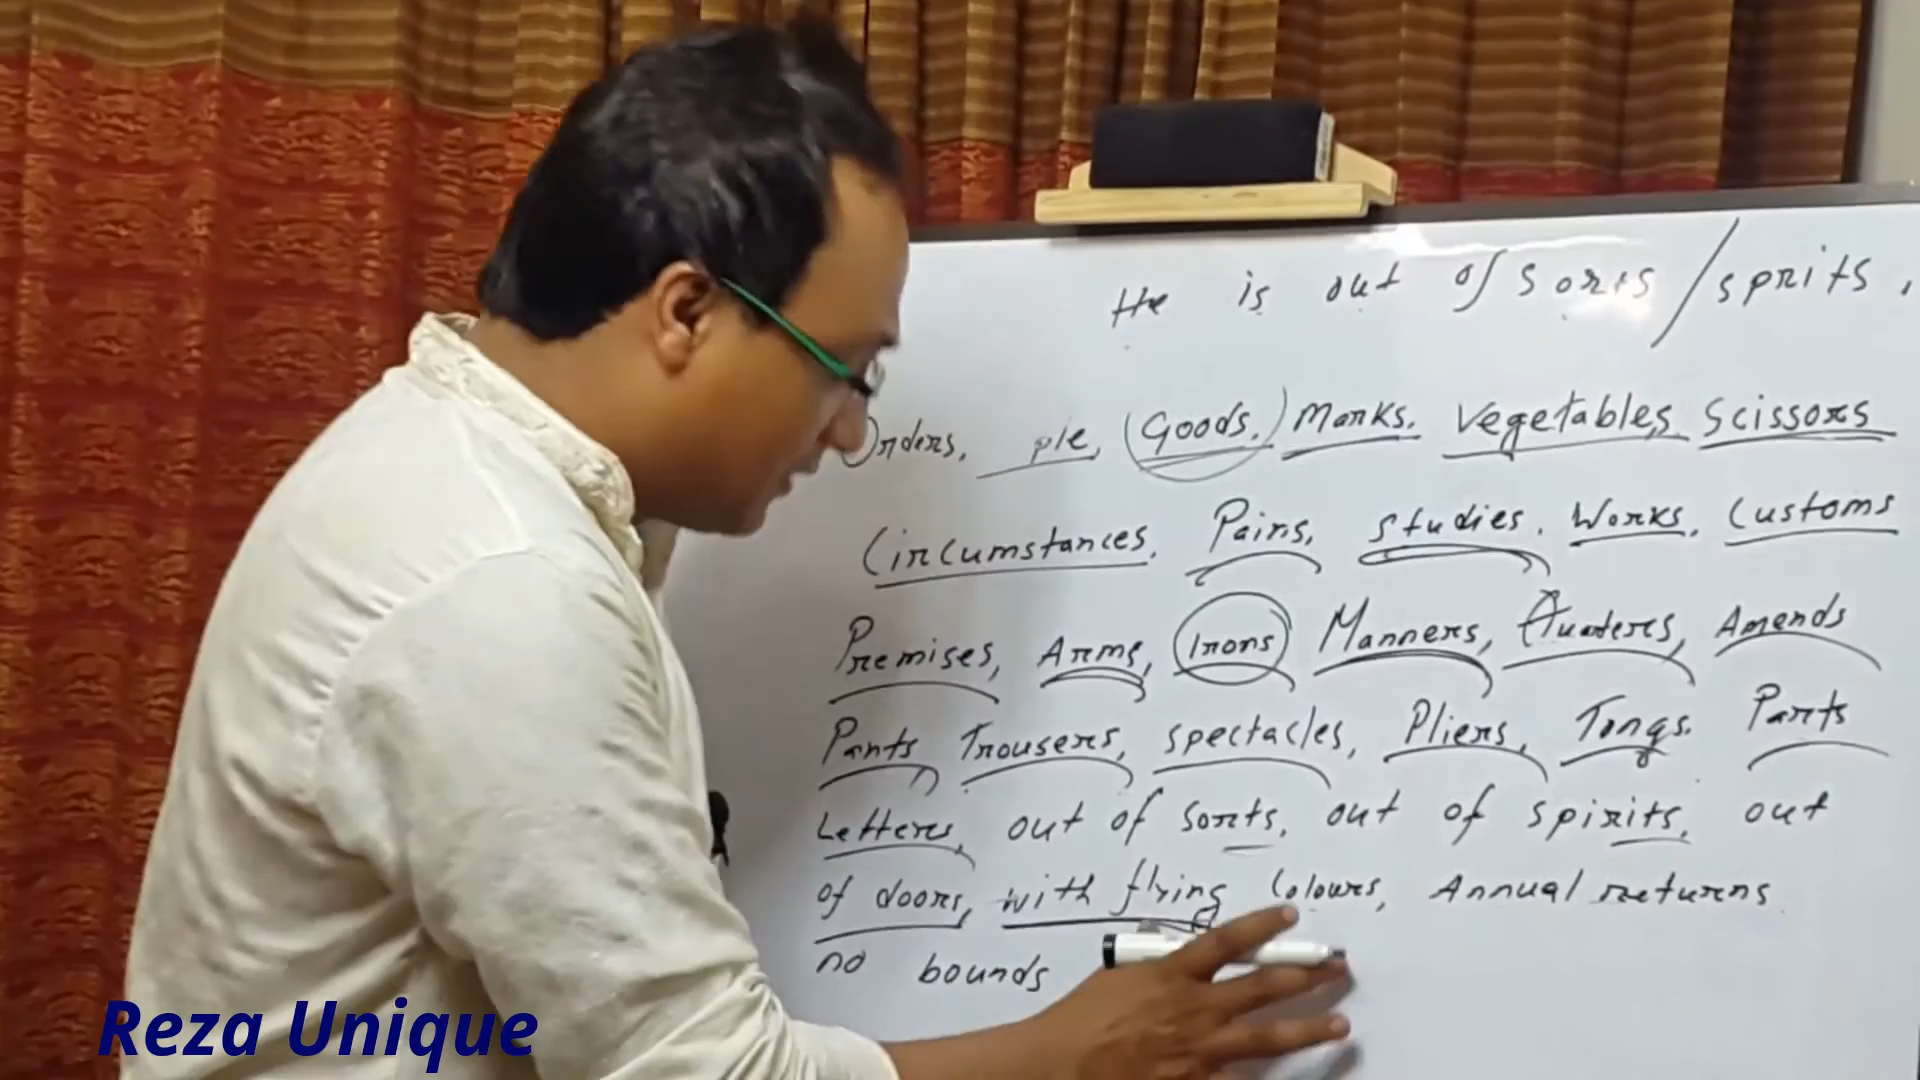 He is out of sorts / sprits,
Orders, ple, (Goods.) Marks. Vegetables, Scissors
Circumstances. Pains, studies. Works. Customs
Premises, Arms, Irons Manners, Quarters, Amends
Pants Trousers, spectacles, Pliers, Tongs. Parts
Letters, out of sorts, out of spirits, out
of doors, with flying Colours, Annual returns
no bounds
Reza Unique